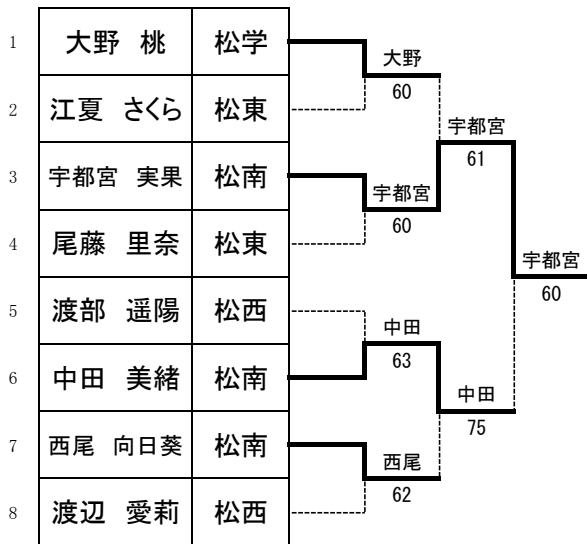 1 大野 桃 松学
大野
60
2 江夏 さくら 松東
宇都宮
61
3 宇都宮 実果 松南
宇都宮
60
4 尾藤 里奈 松東
宇都宮
60
5 渡部 遥陽 松西
中田
63
6 中田 美緒 松南
中田
75
7 西尾 向日葵 松南
西尾
62
8 渡辺 愛莉 松西